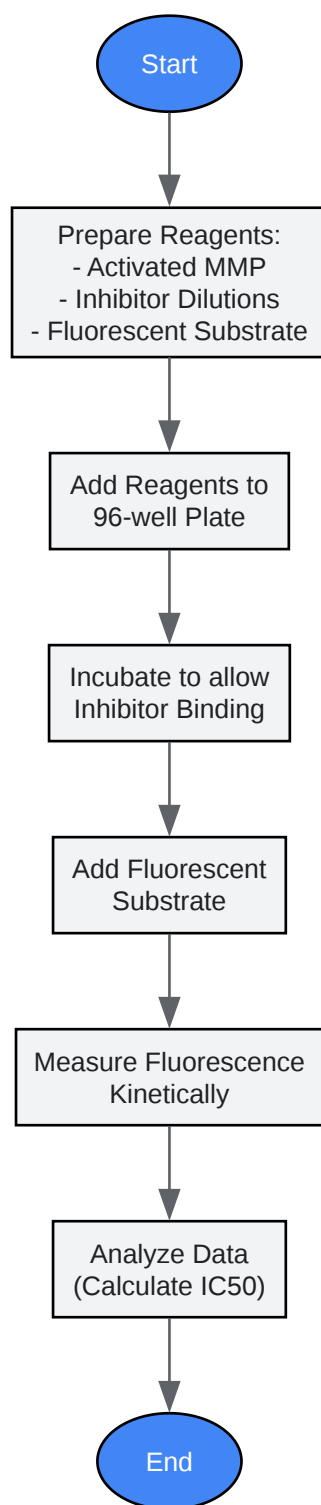 Start
Prepare Reagents:
- Activated MMP
- Inhibitor Dilutions
- Fluorescent Substrate
Add Reagents to
96-well Plate
Incubate to allow
Inhibitor Binding
Add Fluorescent
Substrate
Measure Fluorescence
Kinetically
Analyze Data
(Calculate IC50)
End